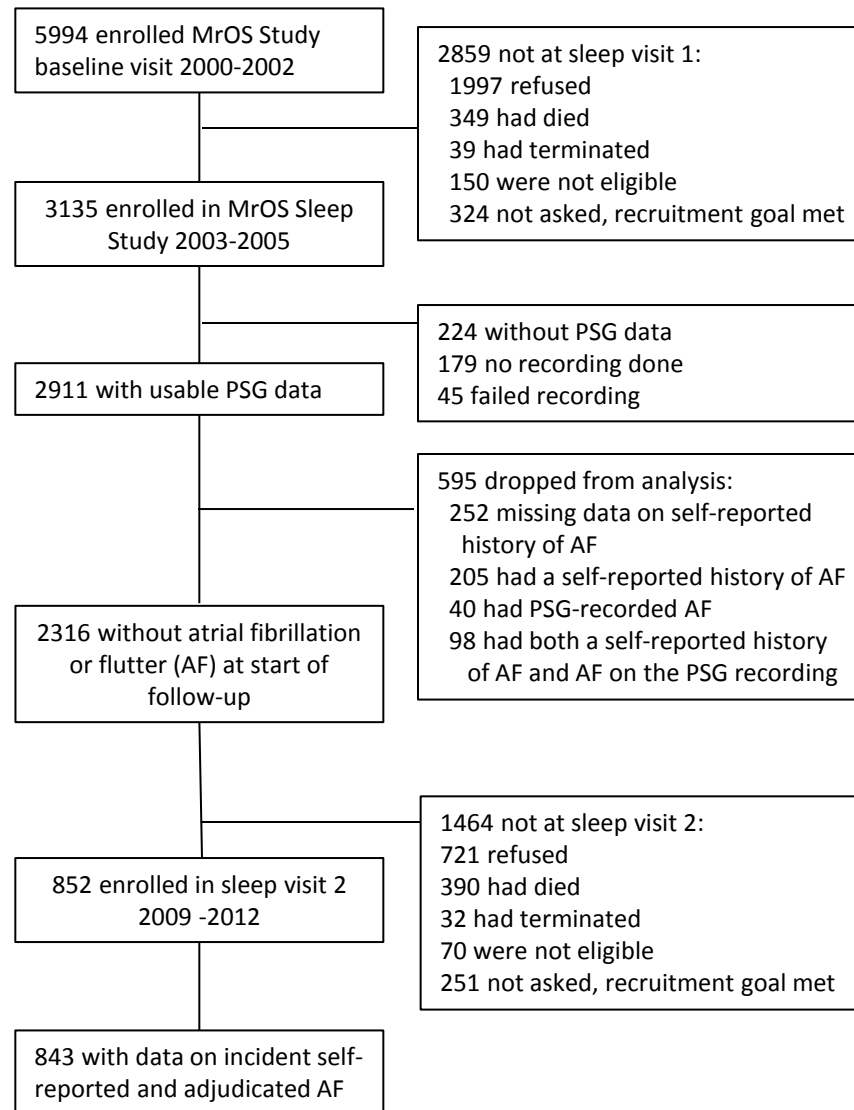 5994 enrolled MrOS Study
baseline visit 2000-2002
2859 not at sleep visit 1:
1997 refused
349 had died
39 had terminated
150 were not eligible
324 not asked, recruitment goal met
3135 enrolled in MrOS Sleep
Study 2003-2005
224 without PSG data
179 no recording done
45 failed recording
2911 with usable PSG data
595 dropped from analysis:
252 missing data on self-reported
history of AF
205 had a self-reported history of AF
40 had PSG-recorded AF
98 had both a self-reported history
of AF and AF on the PSG recording
2316 without atrial fibrillation
or flutter (AF) at start of
follow-up
1464 not at sleep visit 2:
721 refused
390 had died
32 had terminated
70 were not eligible
251 not asked, recruitment goal met
852 enrolled in sleep visit 2
2009 -2012
843 with data on incident self-
reported and adjudicated AF